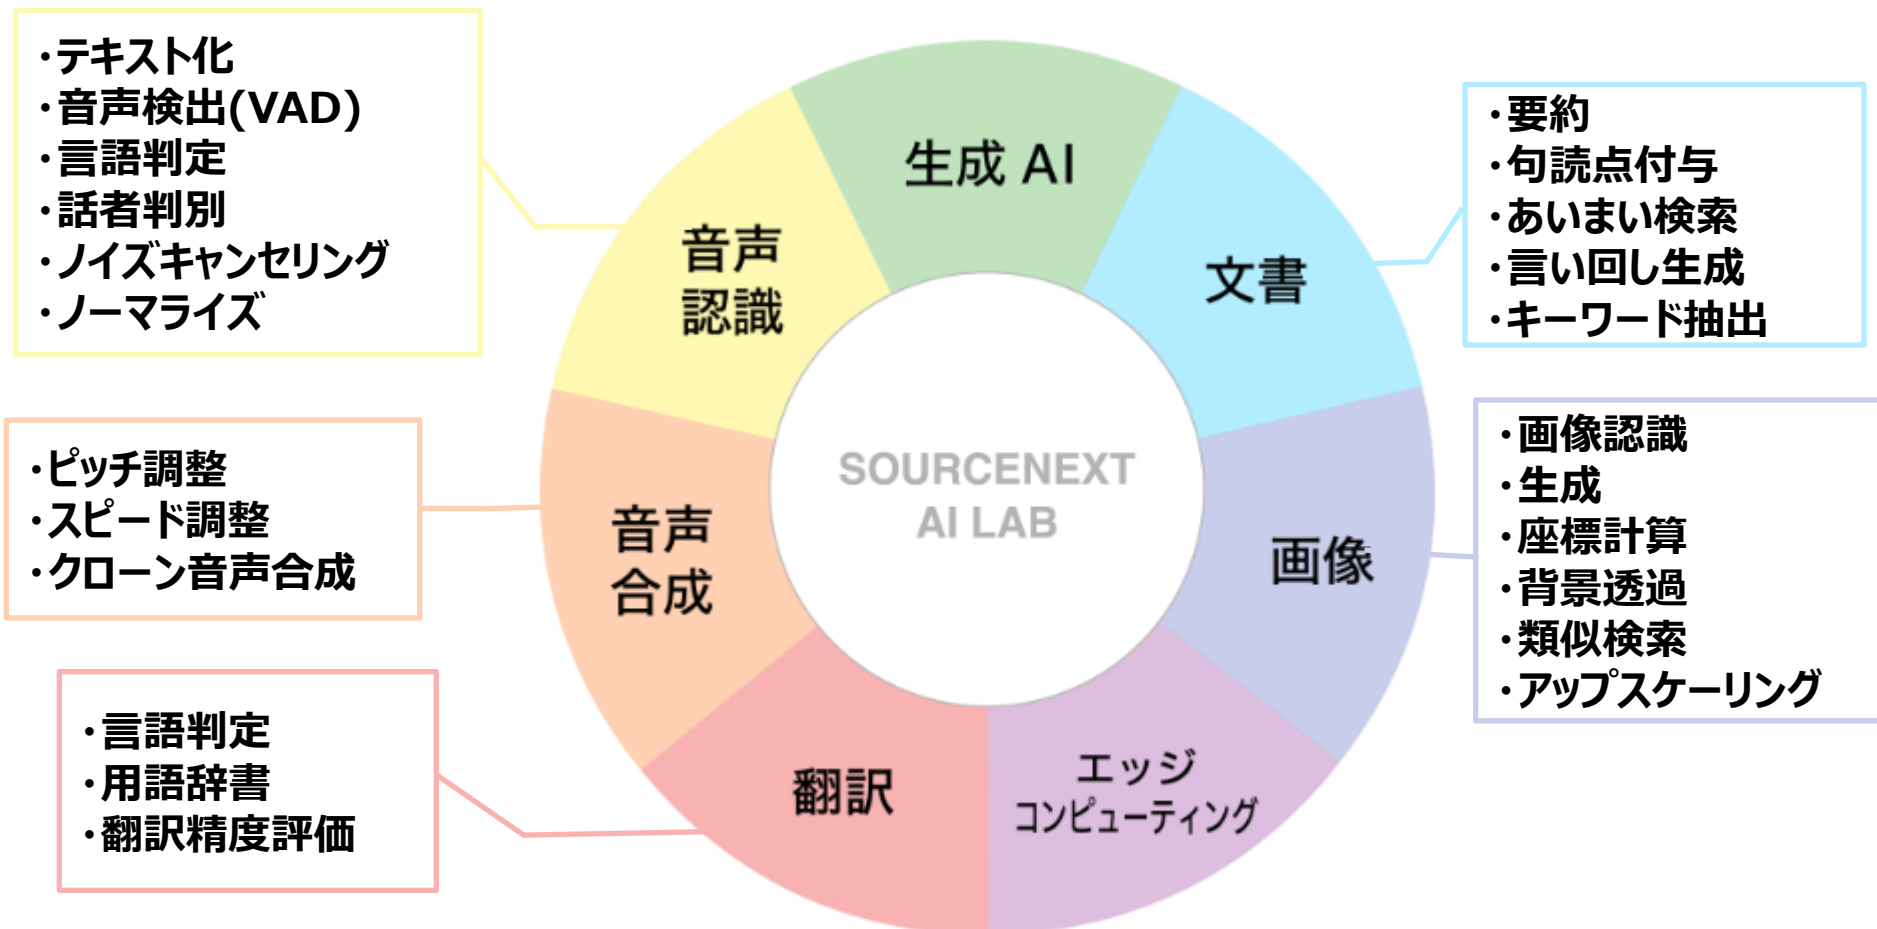 ・テキスト化
・音声検出(VAD)
・言語判定
・話者判別
・ノイズキャンセリング
・ノーマライズ
・ピッチ調整
・スピード調整
・クローン音声合成
・言語判定
・用語辞書
・翻訳精度評価
生成 AI
音声
認識
文書
音声
合成
画像
翻訳
エッジ
コンピューティング
SOURCENEXT
AI LAB
・要約
・句読点付与
・あいまい検索
・言い回し生成
・キーワード抽出
・画像認識
・生成
・座標計算
・背景透過
・類似検索
・アップスケーリング